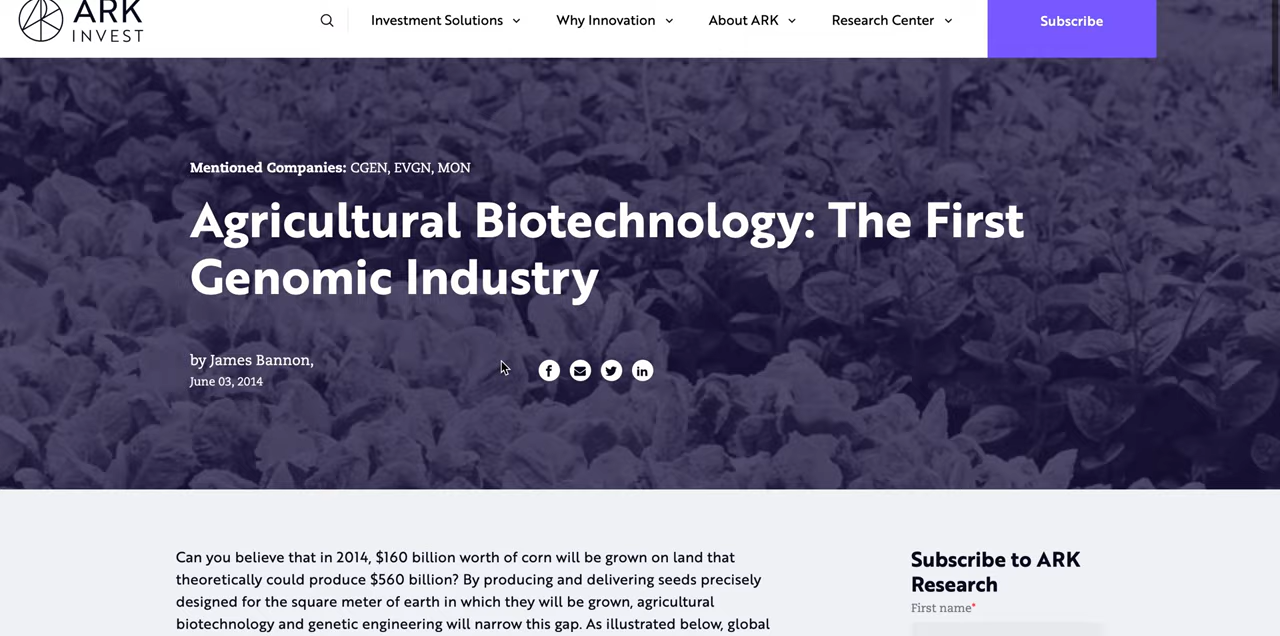 ARK
INVEST
Investment Solutions
Why Innovation
About ARK
Research Center
Subscribe
Mentioned Companies: CGEN, EVGN, MON
Agricultural Biotechnology: The First
Genomic Industry
by James Bannon,
June 03, 2014
f
in
Can you believe that in 2014, $160 billion worth of corn will be grown on land that
theoretically could produce $560 billion? By producing and delivering seeds precisely
designed for the square meter of earth in which they will be grown, agricultural
biotechnology and genetic engineering will narrow this gap. As illustrated below, global
Subscribe to ARK
Research
First name*